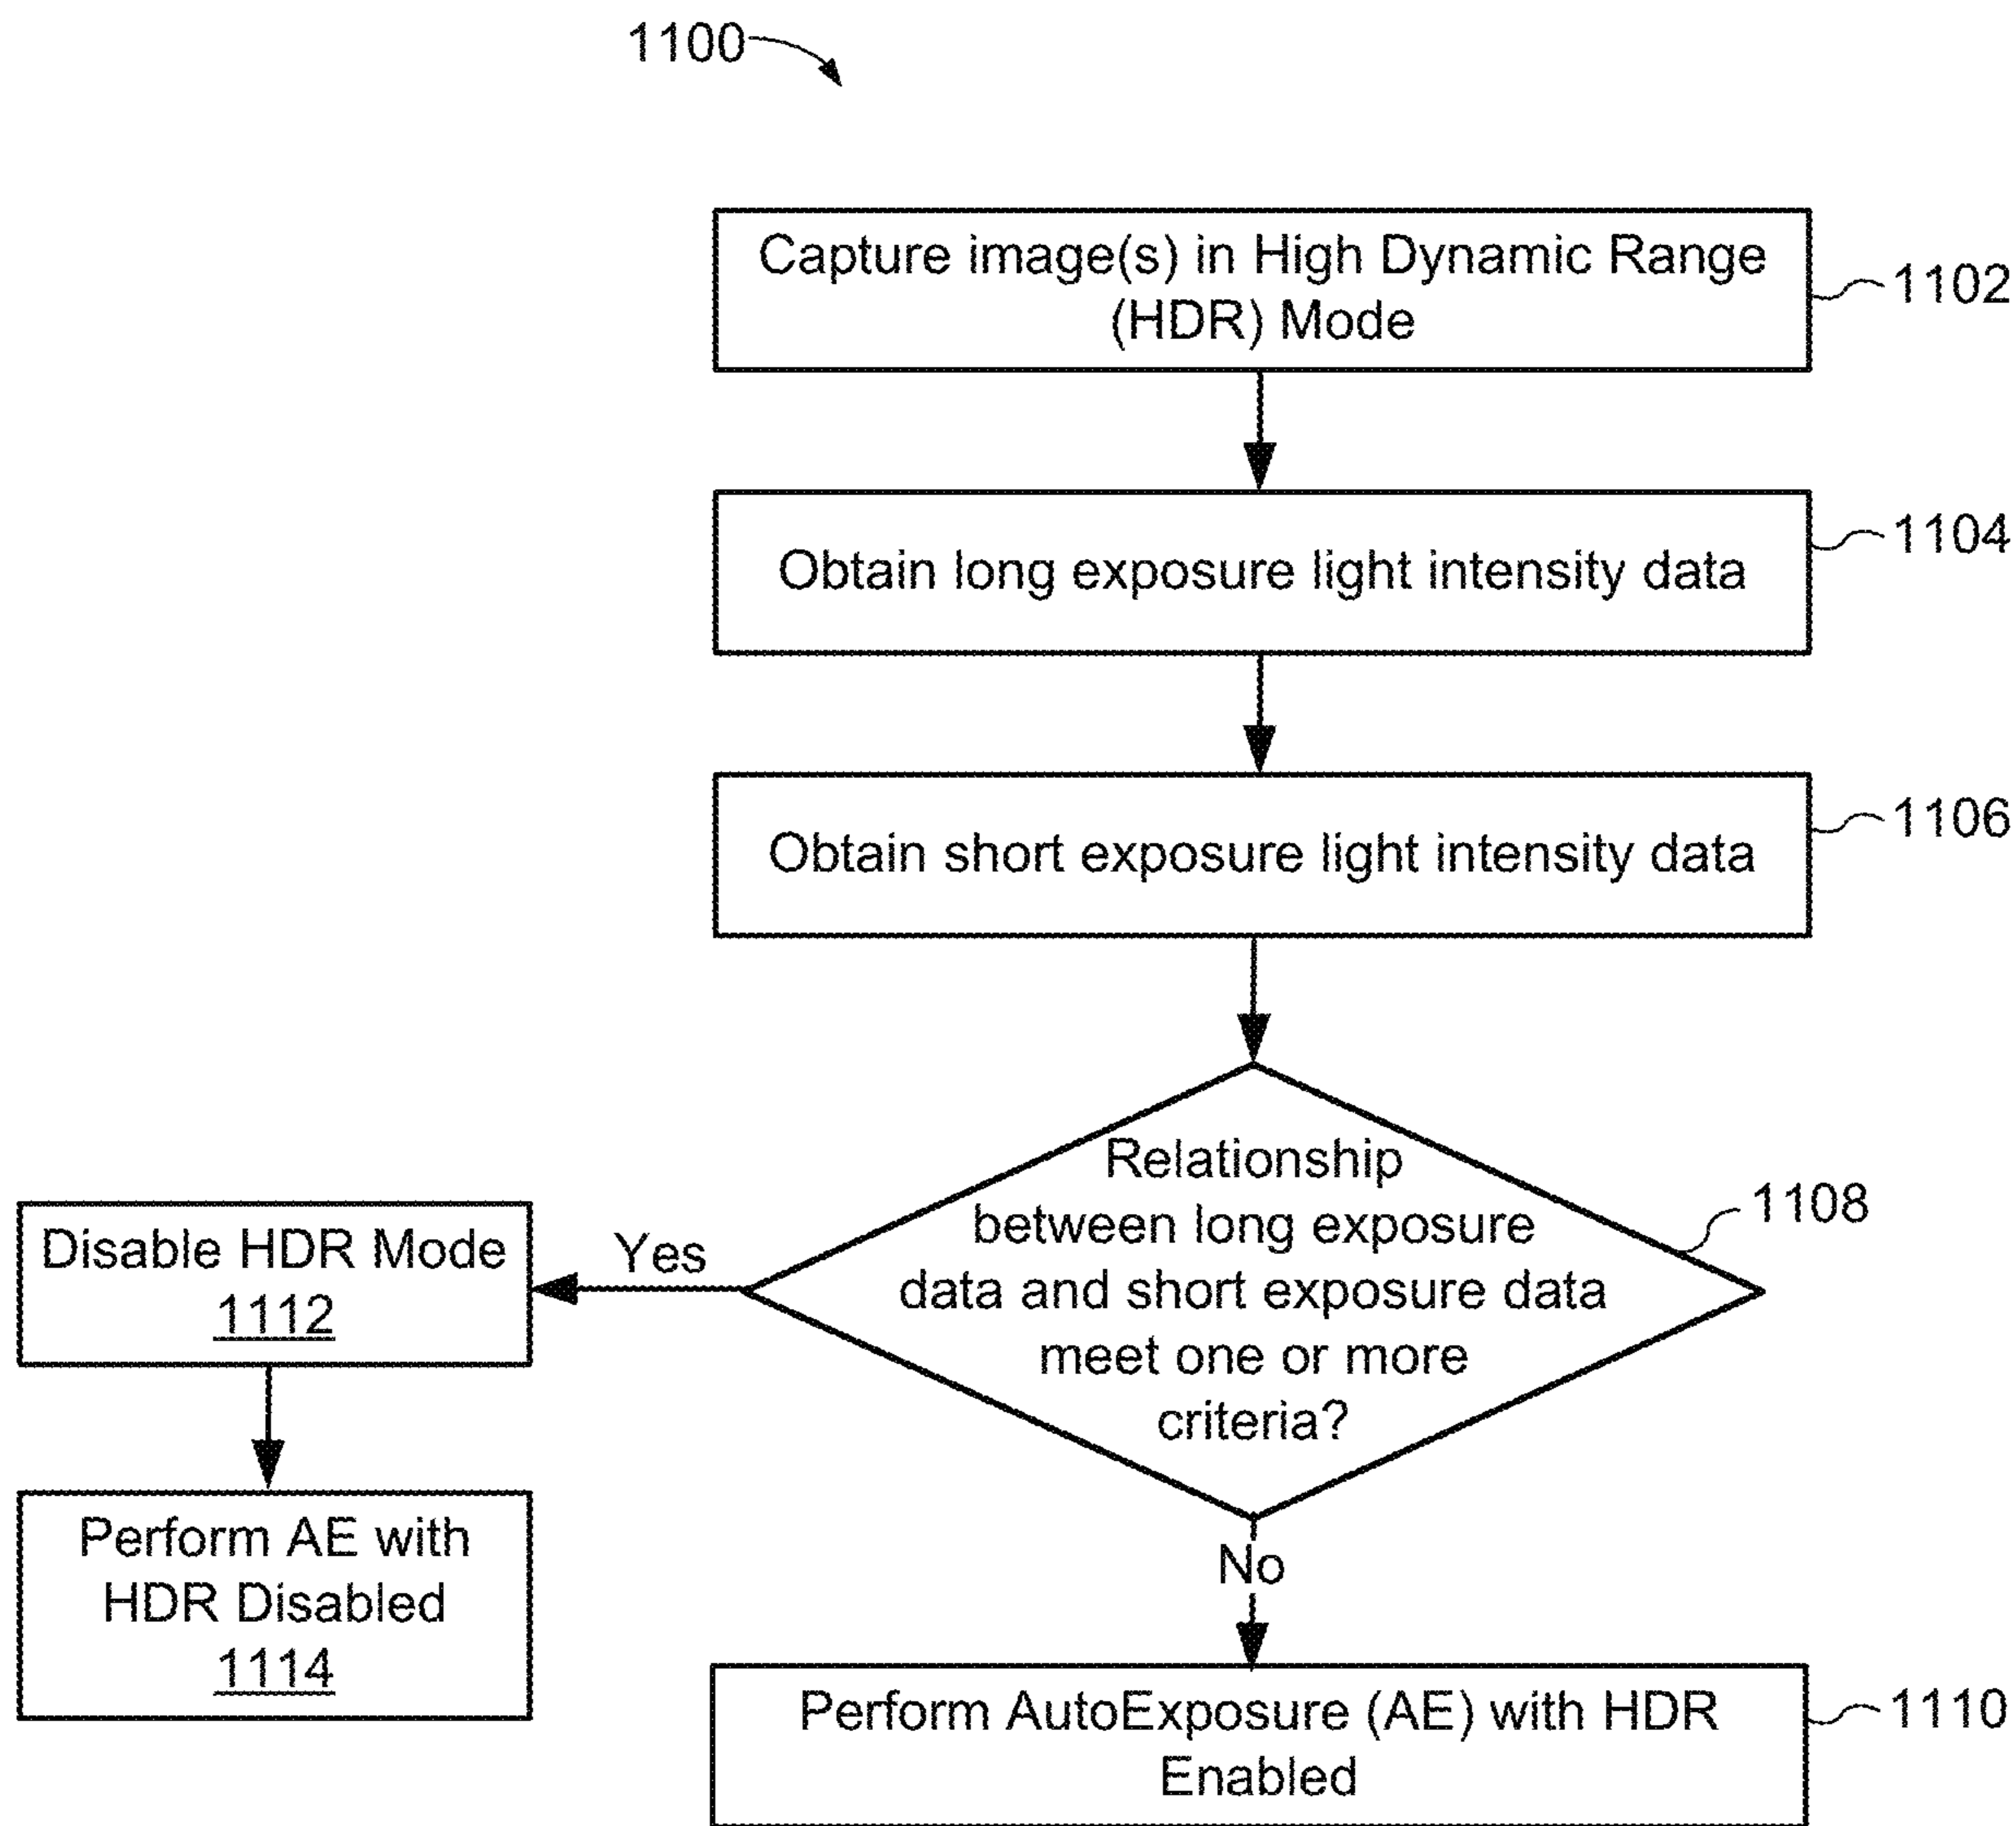 1100
Capture image(s) in High Dynamic Range
(HDR) Mode
1102
Obtain long exposure light intensity data
1104
Obtain short exposure light intensity data
1106
Relationship
between long exposure
data and short exposure data
meet one or more
criteria?
1108
Yes
Disable HDR Mode
1112
Perform AE with
HDR Disabled
1114
No
Perform AutoExposure (AE) with HDR
Enabled
1110